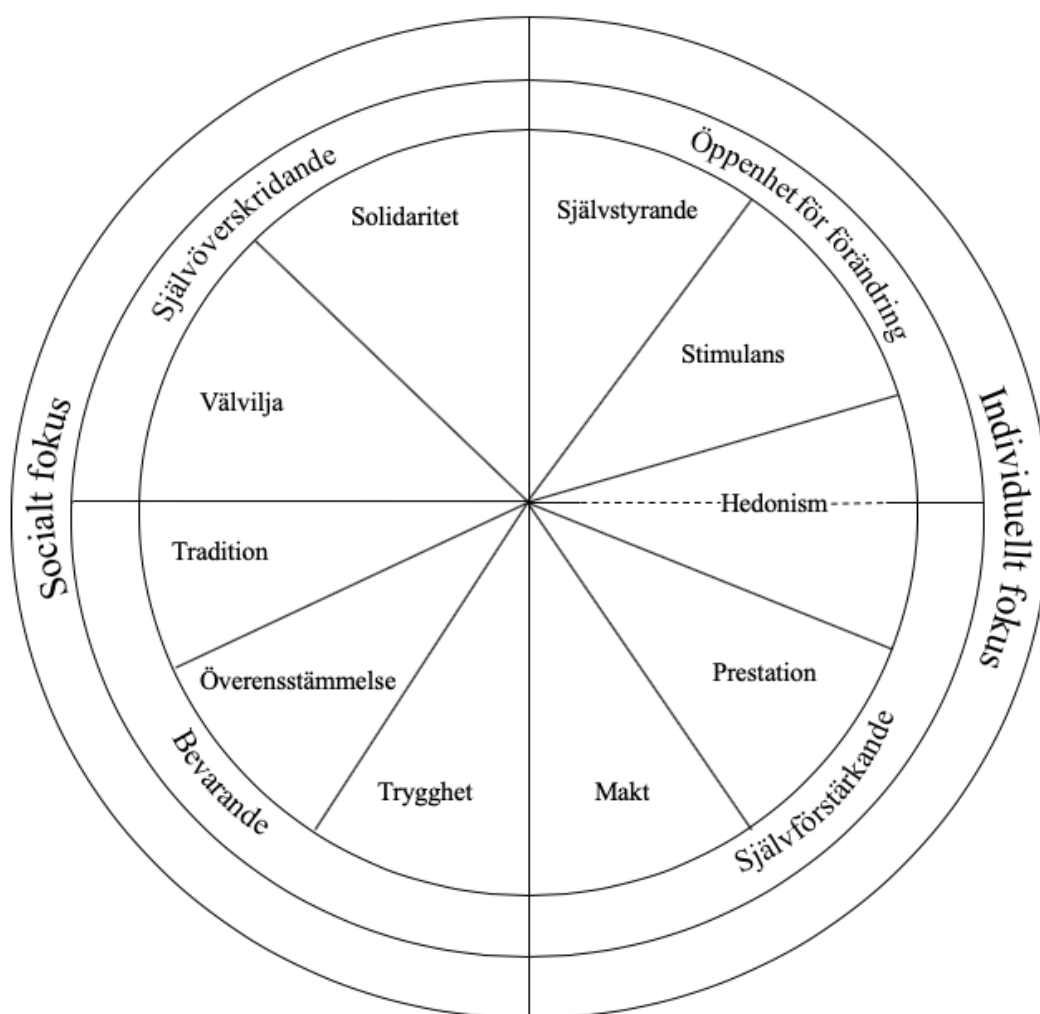 Självöverskridande
Öppenhet för förändring
Solidaritet
Självstyrande
Stimulans
Välvilja
Socialt fokus
Individuellt fokus
Hedonism
Tradition
Överensstämmelse
Prestation
Bevarande
Trygghet
Makt
Självförstärkande